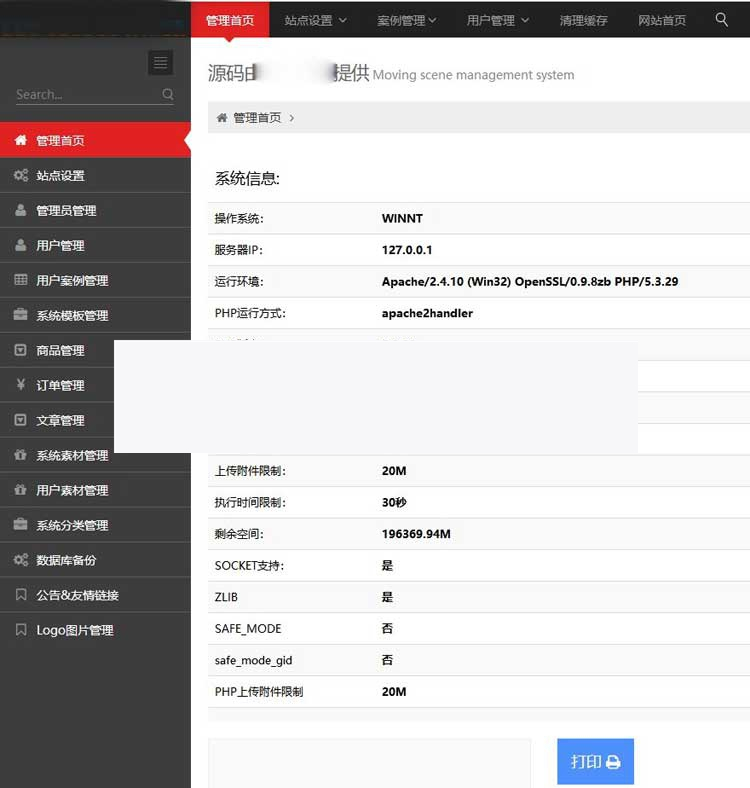 管理首页 站点设置 案例管理 用户管理 清理缓存 网站首页
源码由 提供 Moving scene management system
Search...
管理首页
管理首页
站点设置
管理员管理
用户管理
用户案例管理
系统模板管理
商品管理
订单管理
文章管理
系统素材管理
用户素材管理
系统分类管理
数据库备份
公告&友情链接
Logo图片管理
系统信息:
操作系统: WINNT
服务器IP: 127.0.0.1
运行环境: Apache/2.4.10 (Win32) OpenSSL/0.9.8zb PHP/5.3.29
PHP运行方式: apache2handler
上传附件限制: 20M
执行时间限制: 30秒
剩余空间: 196369.94M
SOCKET支持: 是
ZLIB 是
SAFE_MODE 否
safe_mode_gid 否
PHP上传附件限制 20M
打印